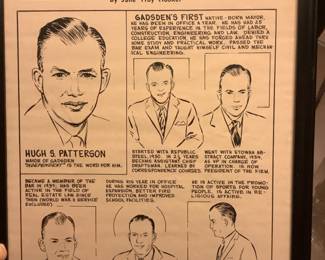 By Julie "Troy" Hooker
GADSDEN'S FIRST NATIVE-BORN MAYOR,
HE HAS BEEN IN OFFICE A YEAR. HE HAS HAD 25
YEARS OF EXPERIENCE IN THE FIELDS OF LABOR,
CONSTRUCTION, ENGINEERING AND LAW. DENIED A
COLLEGE EDUCATION HE HAS FORGED AHEAD THRU
HOME STUDY AND PRACTICAL WORK, PASSED THE
BAR EXAM AND TAUGHT HIMSELF CIVIL AND MECHAN-
ICAL ENGINEERING.
HUGH S. PATTERSON
MAYOR OF GADSDEN
"INDEPENDENT" IS THE WORD FOR HIM.
STARTED WITH REPUBLIC
STEEL, 1930. IN 2½ YEARS
BECAME ASSISTANT CHIEF
DRAFTSMAN. LEARNED BY
CORRESPONDENCE COURSES.
WENT WITH ETOWAH AB-
STRACT COMPANY, 1934,
AS V.P. IN CHARGE OF
OPERATION. IS NOW
PRESIDENT OF THE FIRM.
BECAME A MEMBER OF THE
BAR IN 1939; HAS BEEN
ACTIVE IN THE FIELD OF
REAL ESTATE LAW SINCE
THEN (WORLD WAR II SERVICE
EXCLUDED)
DURING HIS YEAR IN OFFICE
HE HAS WORKED FOR HOSPITAL
EXPANSION, BETTER FIRE
PROTECTION AND IMPROVED
SCHOOL FACILITIES.
HE IS ACTIVE IN THE PROMO-
TION OF SPORTS FOR YOUNG
PEOPLE. IS ACTIVE IN RE-
LIGIOUS AFFAIRS.